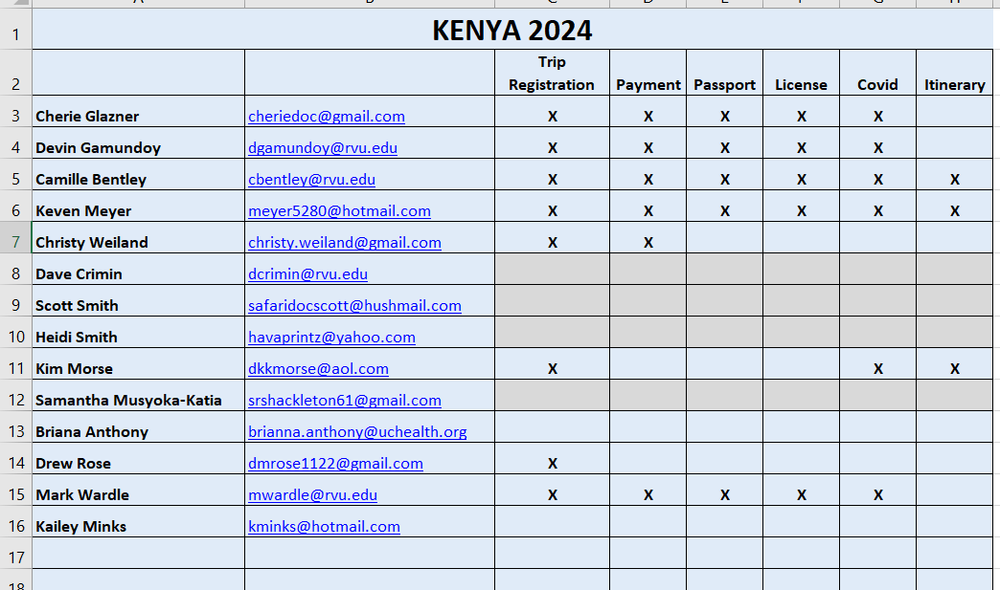 KENYA 2024
Trip Registration Payment Passport License Covid Itinerary
1
2
3 Cherie Glazner cheriedoc@gmail.com X X X X X
4 Devin Gamundoy dgamundoy@rvu.edu X X X X X
5 Camille Bentley cbentley@rvu.edu X X X X X X
6 Keven Meyer meyer5280@hotmail.com X X X X X X
7 Christy Weiland christy.weiland@gmail.com X X
8 Dave Crimin dcrimin@rvu.edu
9 Scott Smith safaridocscott@hushmail.com
10 Heidi Smith havaprintz@yahoo.com
11 Kim Morse dkkmorse@aol.com X X X
12 Samantha Musyoka-Katia srshackleton61@gmail.com
13 Briana Anthony brianna.anthony@uchealth.org
14 Drew Rose dmrose1122@gmail.com X
15 Mark Wardle mwardle@rvu.edu X X X X X
16 Kailey Minks kminks@hotmail.com
17
18